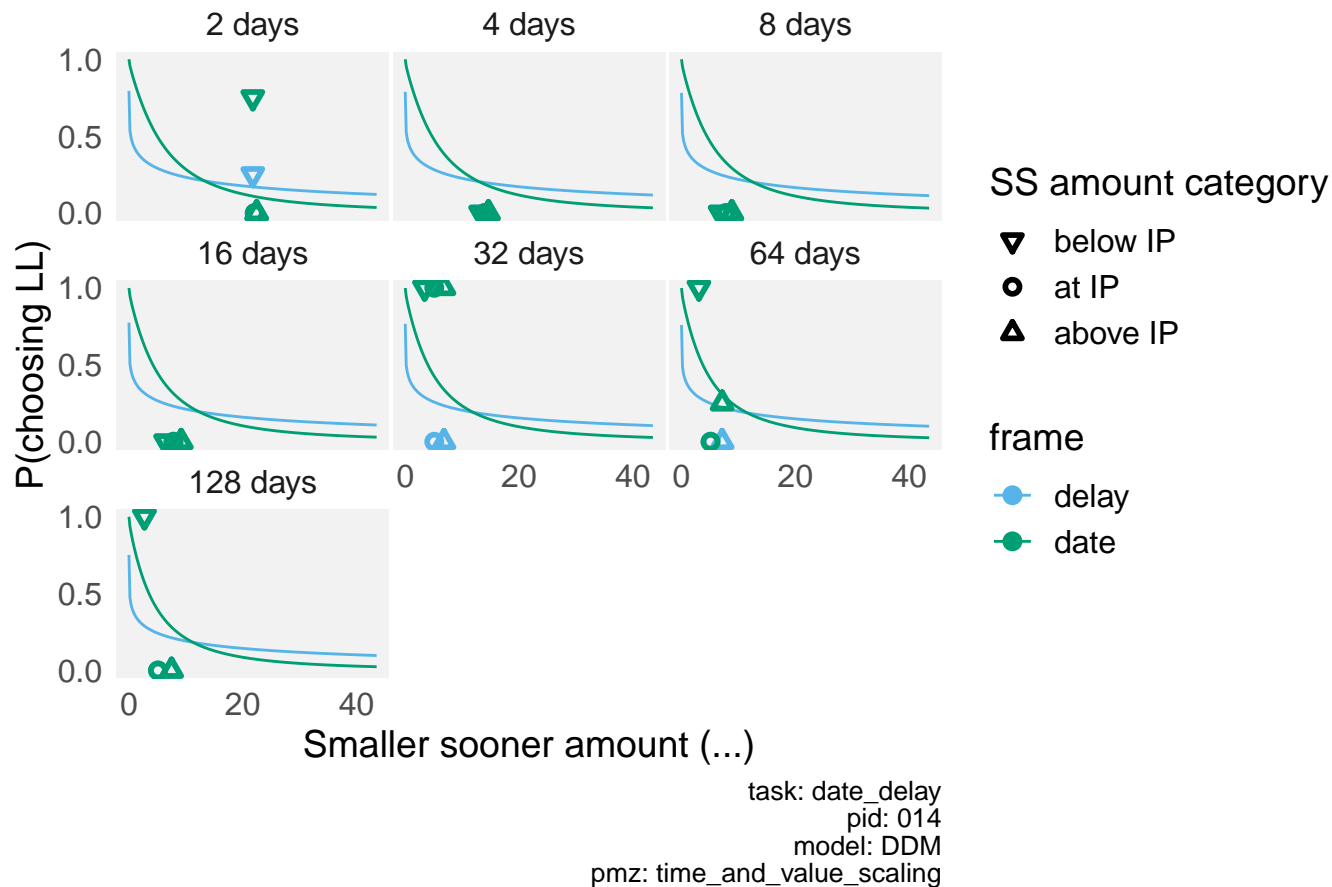 2 days 4 days 8 days
1.0
0.5
0.0
16 days 32 days 64 days
1.0
0.5
0.0
0 20 40 0 20 40
128 days
1.0
0.5
0.0
0 20 40
P(choosing LL)
Smaller sooner amount (...)
SS amount category
below IP
at IP
above IP
frame
delay
date
task: date_delay
pid: 014
model: DDM
pmz: time_and_value_scaling